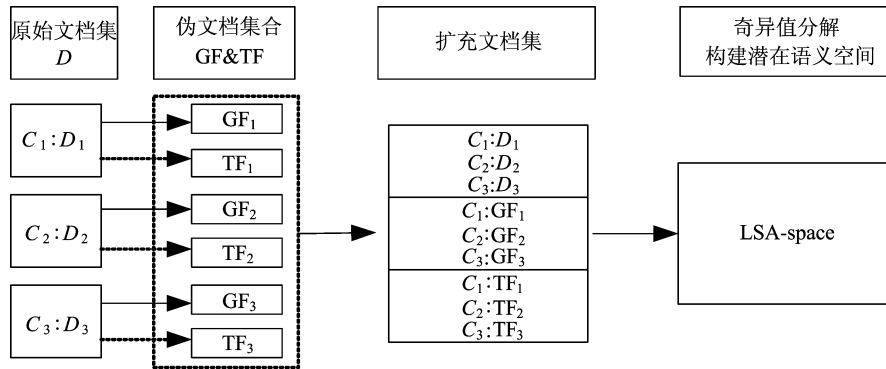 原始文档集
D
伪文档集合
GF&TF
扩充文档集
奇异值分解
构建潜在语义空间
C₁:D₁
C₂:D₂
C₃:D₃
GF₁
TF₁
GF₂
TF₂
GF₃
TF₃
C₁:D₁
C₂:D₂
C₃:D₃
C₁:GF₁
C₂:GF₂
C₃:GF₃
C₁:TF₁
C₂:TF₂
C₃:TF₃
LSA-space